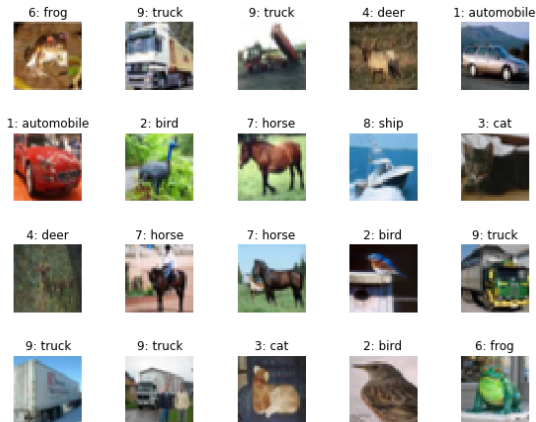 6: frog 9: truck 9: truck 4: deer 1: automobile
1: automobile 2: bird 7: horse 8: ship 3: cat
4: deer 7: horse 7: horse 2: bird 9: truck
9: truck 9: truck 3: cat 2: bird 6: frog